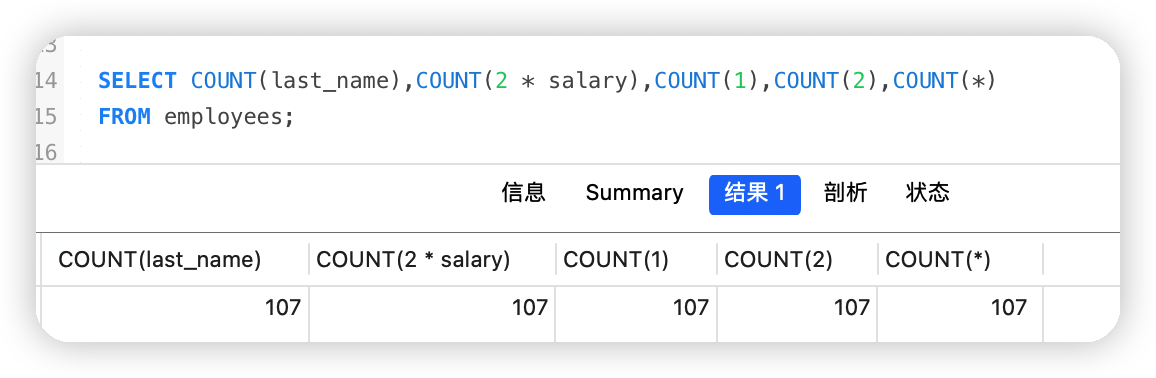 13
14 SELECT COUNT(last_name),COUNT(2 * salary),COUNT(1),COUNT(2),COUNT(*)
15 FROM employees;
16
信息 Summary 结果 1 剖析 状态
COUNT(last_name) COUNT(2 * salary) COUNT(1) COUNT(2) COUNT(*)
107 107 107 107 107